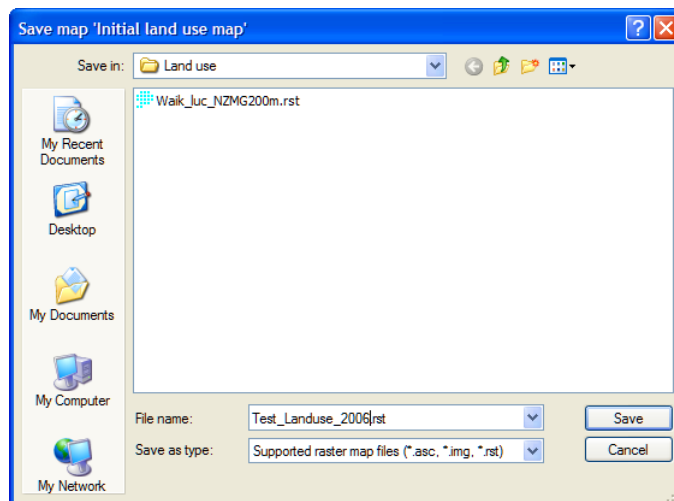 Save map 'Initial land use map'
Save in: Land use
Waik_luc_NZMG200m.rst
My Recent
Documents
Desktop
My Documents
My Computer
My Network
File name: Test_Landuse_2006.rst Save
Save as type: Supported raster map files (*.asc, *.img, *.rst) Cancel